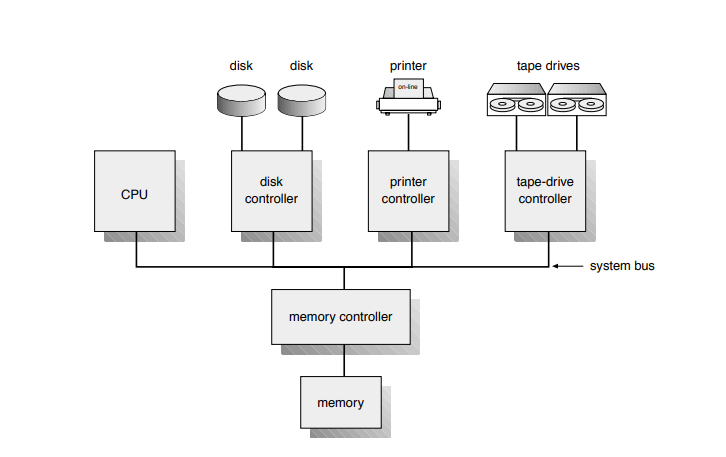 disk
disk
printer
tape drives
on-line
CPU
disk
controller
printer
controller
tape-drive
controller
system bus
memory controller
memory